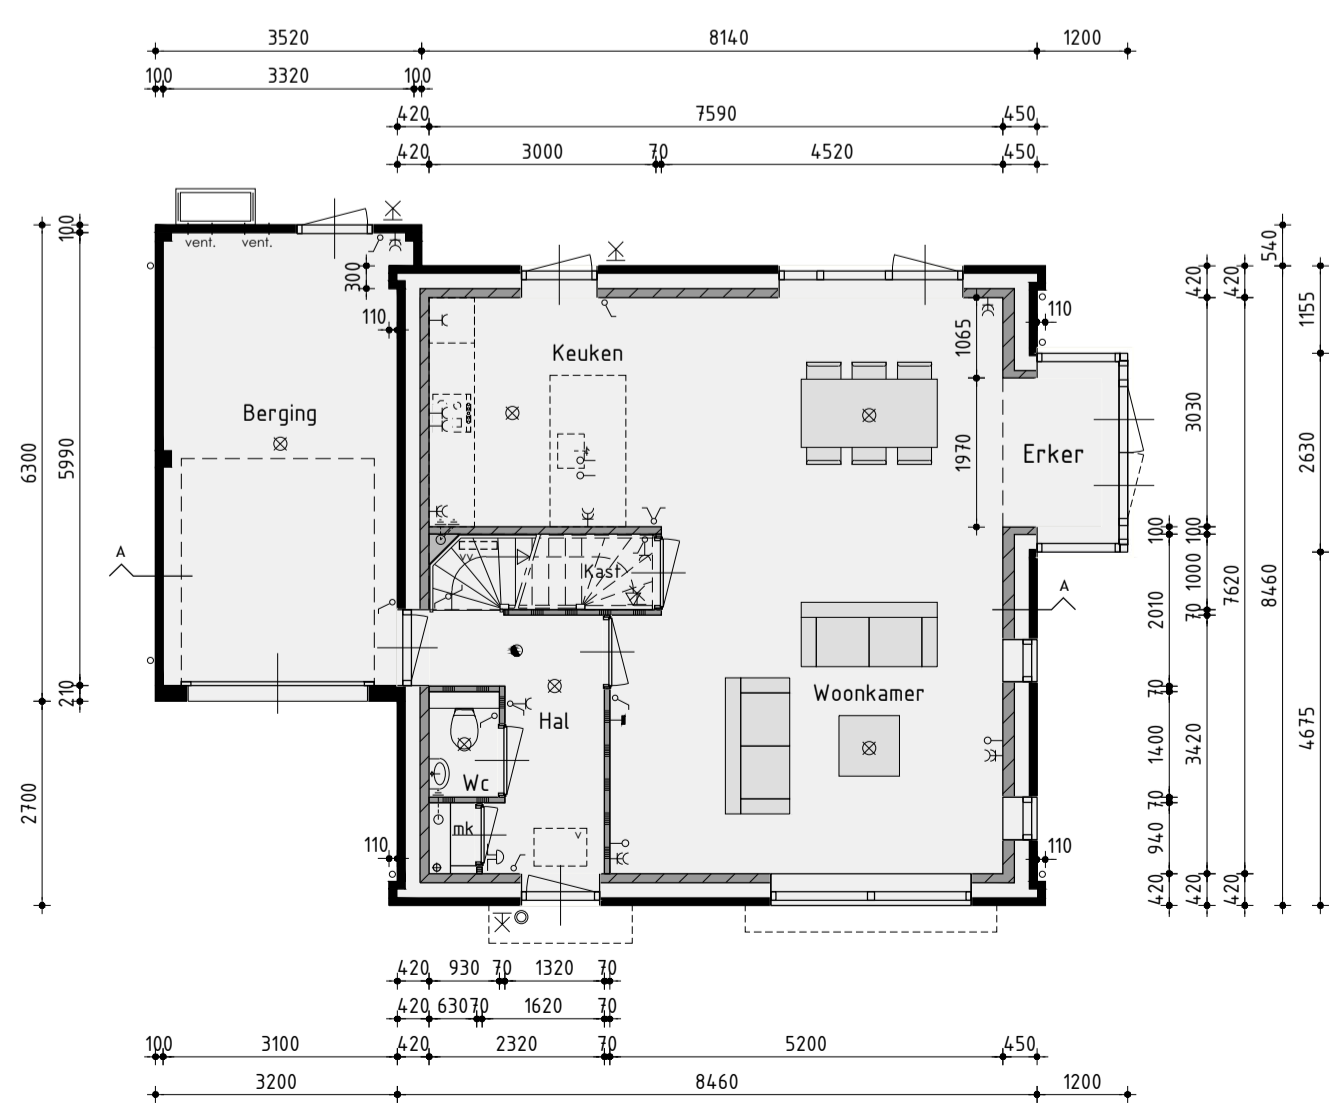 3520 8140 1200
100 3320 100
420 7590 450
420 3000 70 4520 450
vent. vent.
100
300
110
540
420
420
1155
110
1065
Keuken
Berging
3030
1970
Erker
2630
6300
5990
A
vv
Kast
100
100
1000
2010
70
7620
8460
A
210
Hal
Woonkamer
70
1400
3420
4675
Wc
2700
mk
v
70
940
110
110
420
420
420
420 930 70 1320 70
420 630 70 1620 70
100 3100 420 2320 70 5200 450
3200 8460 1200